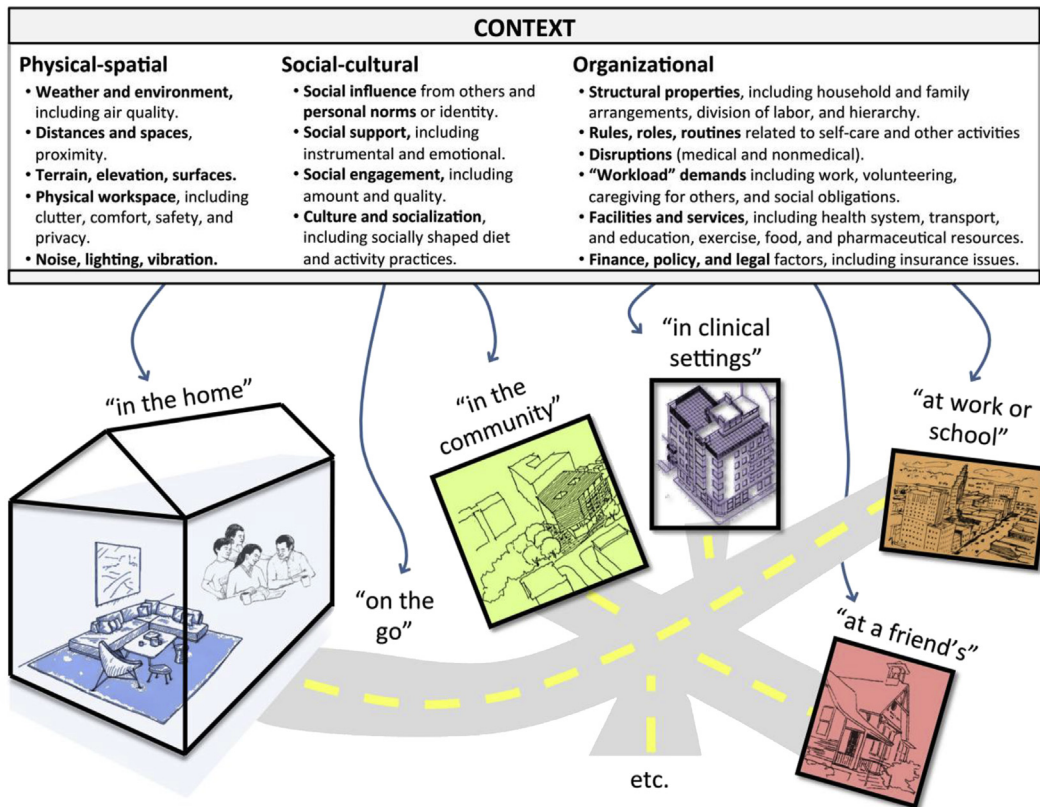 CONTEXT
Physical-spatial
• Weather and environment,
including air quality.
• Distances and spaces,
proximity.
• Terrain, elevation, surfaces.
• Physical workspace, including
clutter, comfort, safety, and
privacy.
• Noise, lighting, vibration.
Social-cultural
• Social influence from others and
personal norms or identity.
• Social support, including
instrumental and emotional.
• Social engagement, including
amount and quality.
• Culture and socialization,
including socially shaped diet
and activity practices.
Organizational
• Structural properties, including household and family
arrangements, division of labor, and hierarchy.
• Rules, roles, routines related to self-care and other activities
• Disruptions (medical and nonmedical).
• “Workload” demands including work, volunteering,
caregiving for others, and social obligations.
• Facilities and services, including health system, transport,
and education, exercise, food, and pharmaceutical resources.
• Finance, policy, and legal factors, including insurance issues.
“in the home”
“on the
go”
“in the
community”
“in clinical
settings”
“at work or
school”
“at a friend's”
etc.